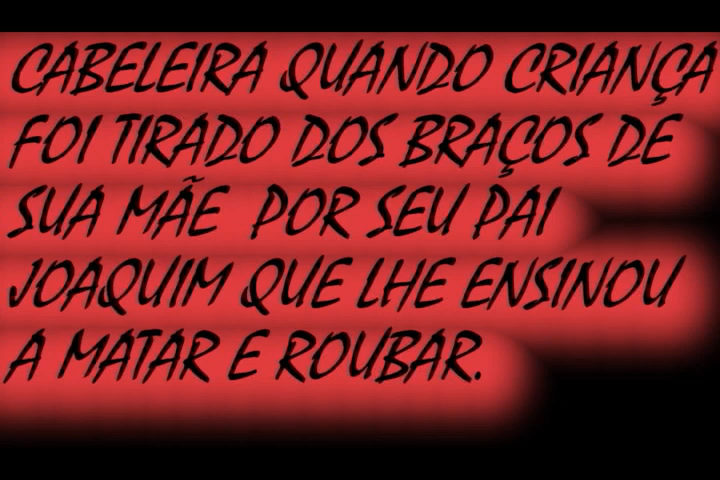 CABELEIRA QUANDO CRIANÇA
FOI TIRADO DOS BRAÇOS DE
SUA MÃE POR SEU PAI
JOAQUIM QUE LHE ENSINOU
A MATAR E ROUBAR.